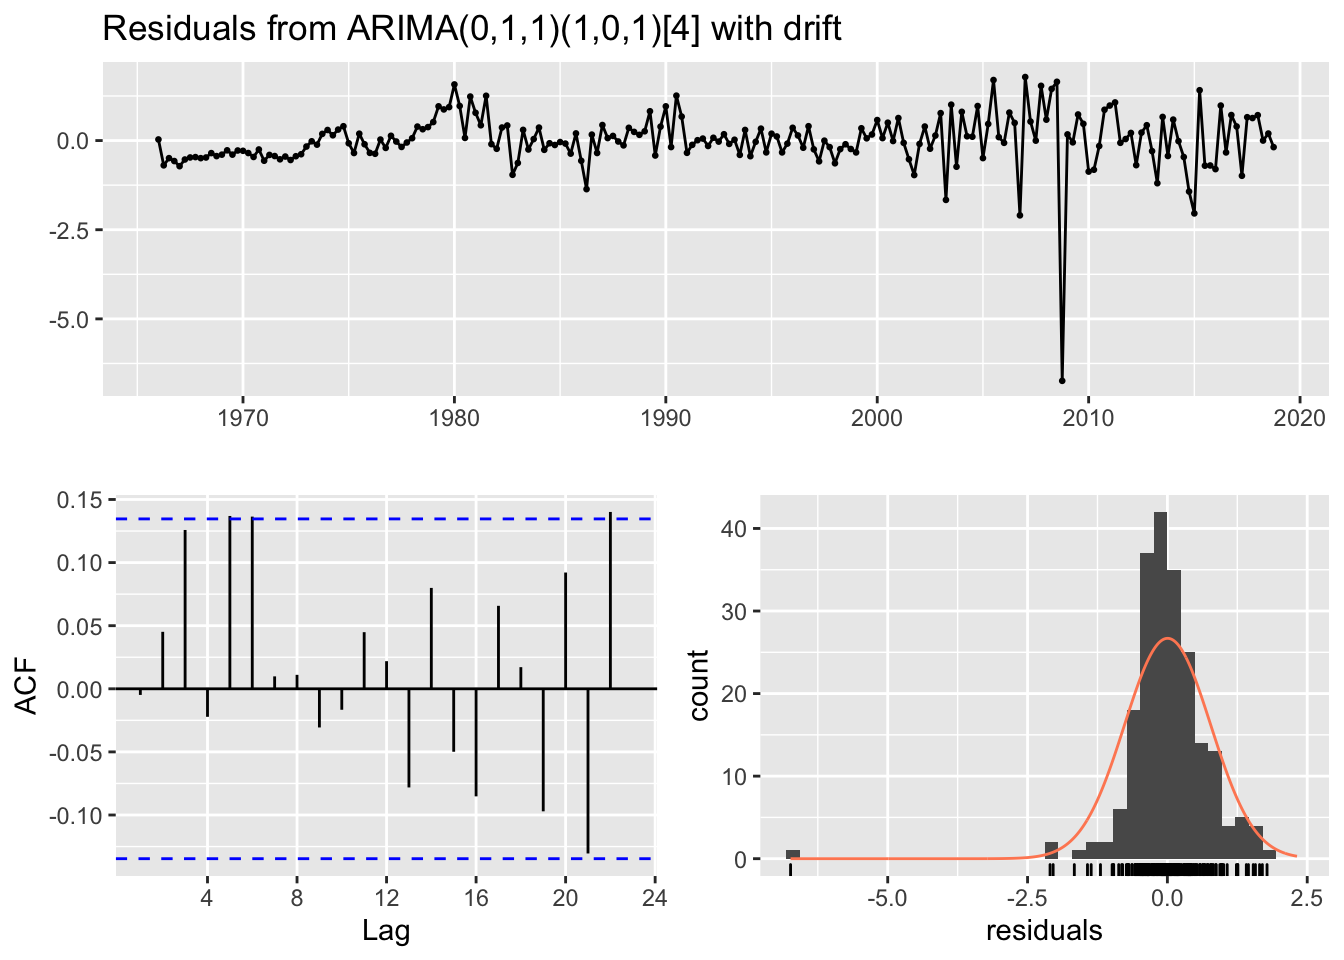 Residuals from ARIMA(0,1,1)(1,0,1)[4] with drift
0.0
-2.5
-5.0
1970 1980 1990 2000 2010 2020
0.15
0.10
0.05
0.00
-0.05
-0.10
ACF
4 8 12 16 20 24
Lag
40
30
20
10
0
count
-5.0 -2.5 0.0 2.5
residuals